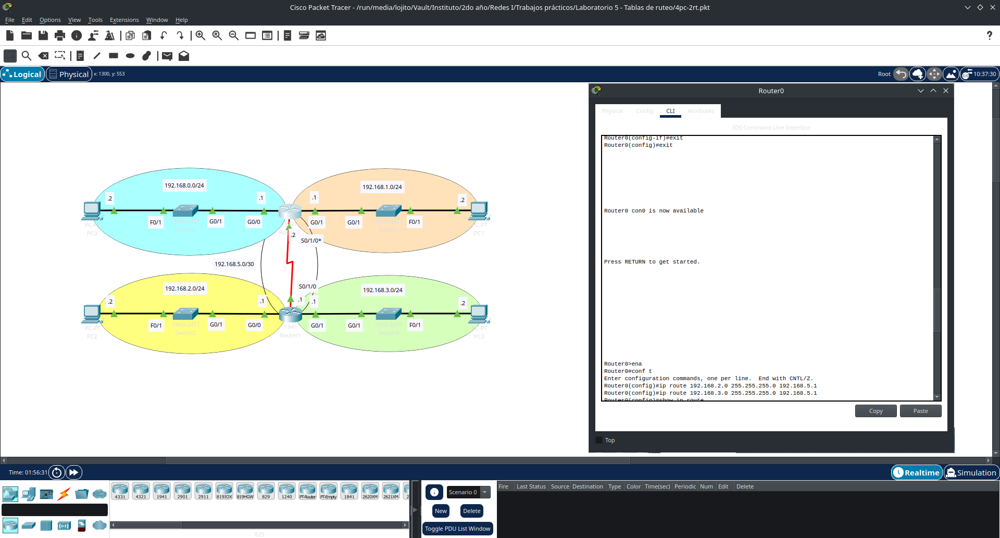 Cisco Packet Tracer - /run/media/lojito/Vault/Instituto/2do año/Redes I/Trabajos prácticos/Laboratorio 5 - Tablas de ruteo/4pc-2rt.pkt
File Edit Options View Tools Extensions Window Help
?
Logical Physical x: 1300, y: 553
Root 10:37:30
Router0
Physical Config CLI Attributes
IOS Command Line Interface
Router0(config-if)#exit
Router0(config)#exit
Router0 con0 is now available
Press RETURN to get started.
Router0>ena
Router0#conf t
Enter configuration commands, one per line.  End with CNTL/Z.
Router0(config)#ip route 192.168.2.0 255.255.255.0 192.168.5.1
Router0(config)#ip route 192.168.3.0 255.255.255.0 192.168.5.1
Router0(config)#show ip route
Copy Paste
Top
192.168.0.0/24
192.168.1.0/24
.2
.1
.1
.2
F0/1
G0/1
G0/0
G0/1
G0/1
F0/1
PC0
2960-24TT
Switch0
2960-24TT
Switch1
PC1
.2
S0/1/0*
192.168.5.0/30
S0/1/0
.1
192.168.2.0/24
192.168.3.0/24
.2
.1
.1
.2
F0/1
G0/1
G0/0
G0/1
G0/1
F0/1
PC-PT
PC2
2960-24TT
Switch2
1941
Router1
2960-24TT
Switch3
PC3
Time: 01:56:31
Realtime Simulation
4331 4321 1941 2901 2911 819IOX 819HGW 829 1240 PT-Router PT-Empty 1841 2620XM 2621XM
829
Scenario 0
New Delete
Toggle PDU List Window
Fire Last Status Source Destination Type Color Time(sec) Periodic Num Edit Delete